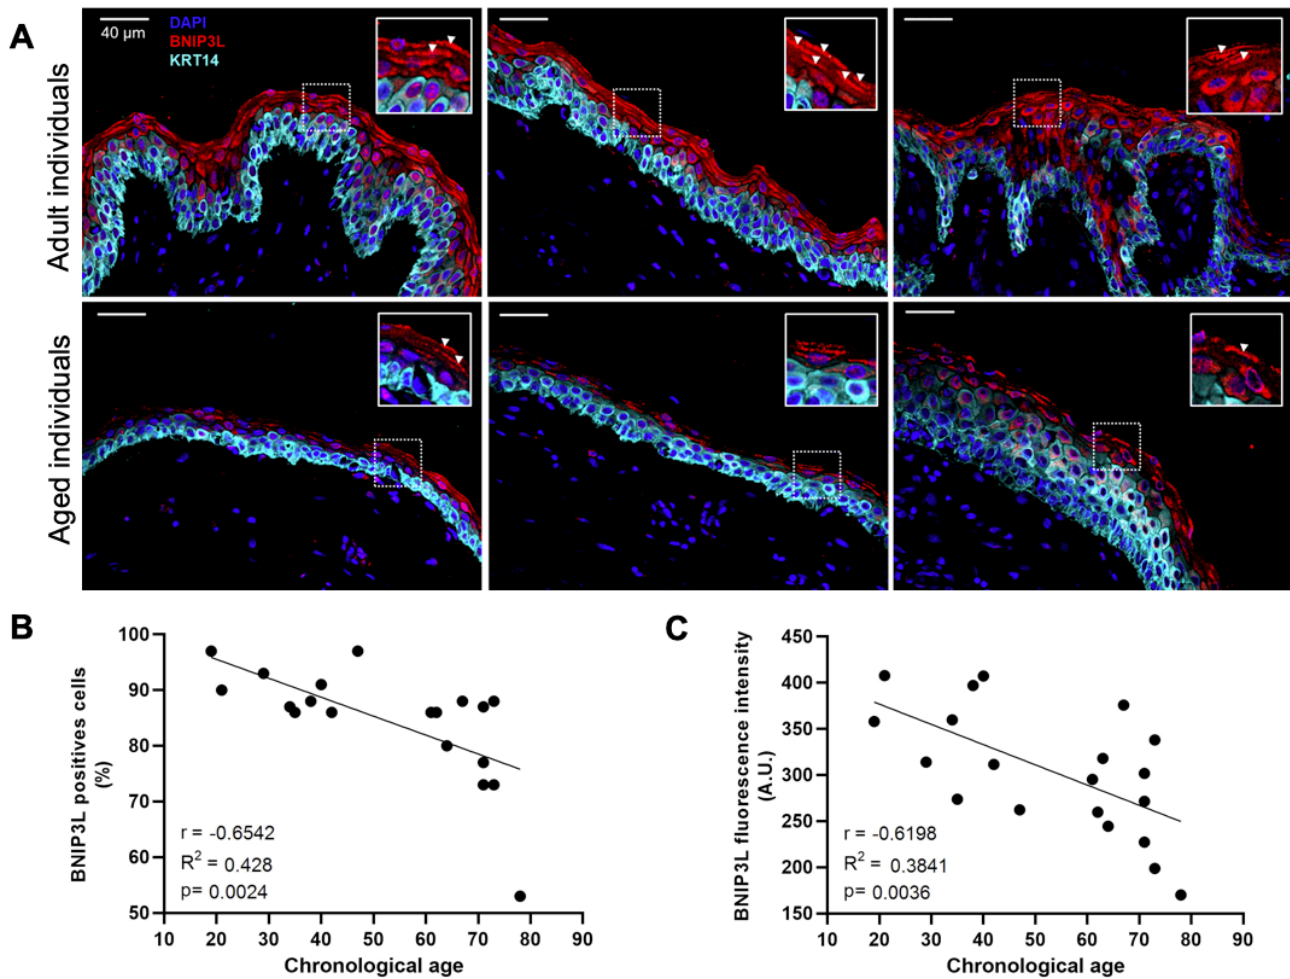 A
Adult individuals
40 µm
DAPI
BNIP3L
KRT14
Aged individuals
B
BNIP3L positives cells
(%)
100
90
80
70
60
50
r = -0.6542
R² = 0.428
p= 0.0024
10 20 30 40 50 60 70 80 90
Chronological age
C
BNIP3L fluorescence intensity
(A.U.)
450
400
350
300
250
200
150
r = -0.6198
R² = 0.3841
p= 0.0036
10 20 30 40 50 60 70 80 90
Chronological age